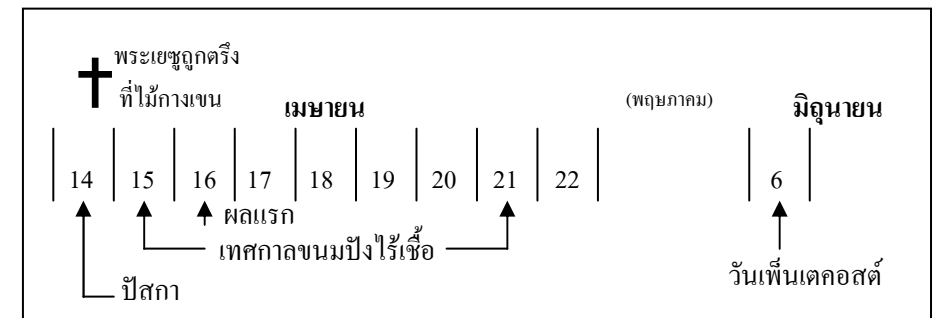 พระเยซูถูกตรึง
ที่ไม้กางเขน
เมษายน
(พฤษภาคม)
มิถุนายน
14 15 16 17 18 19 20 21 22 6
ผลแรก
เทศกาลขนมปังไร้เชื้อ
วันเพ็นเตคอสต์
ปัสกา